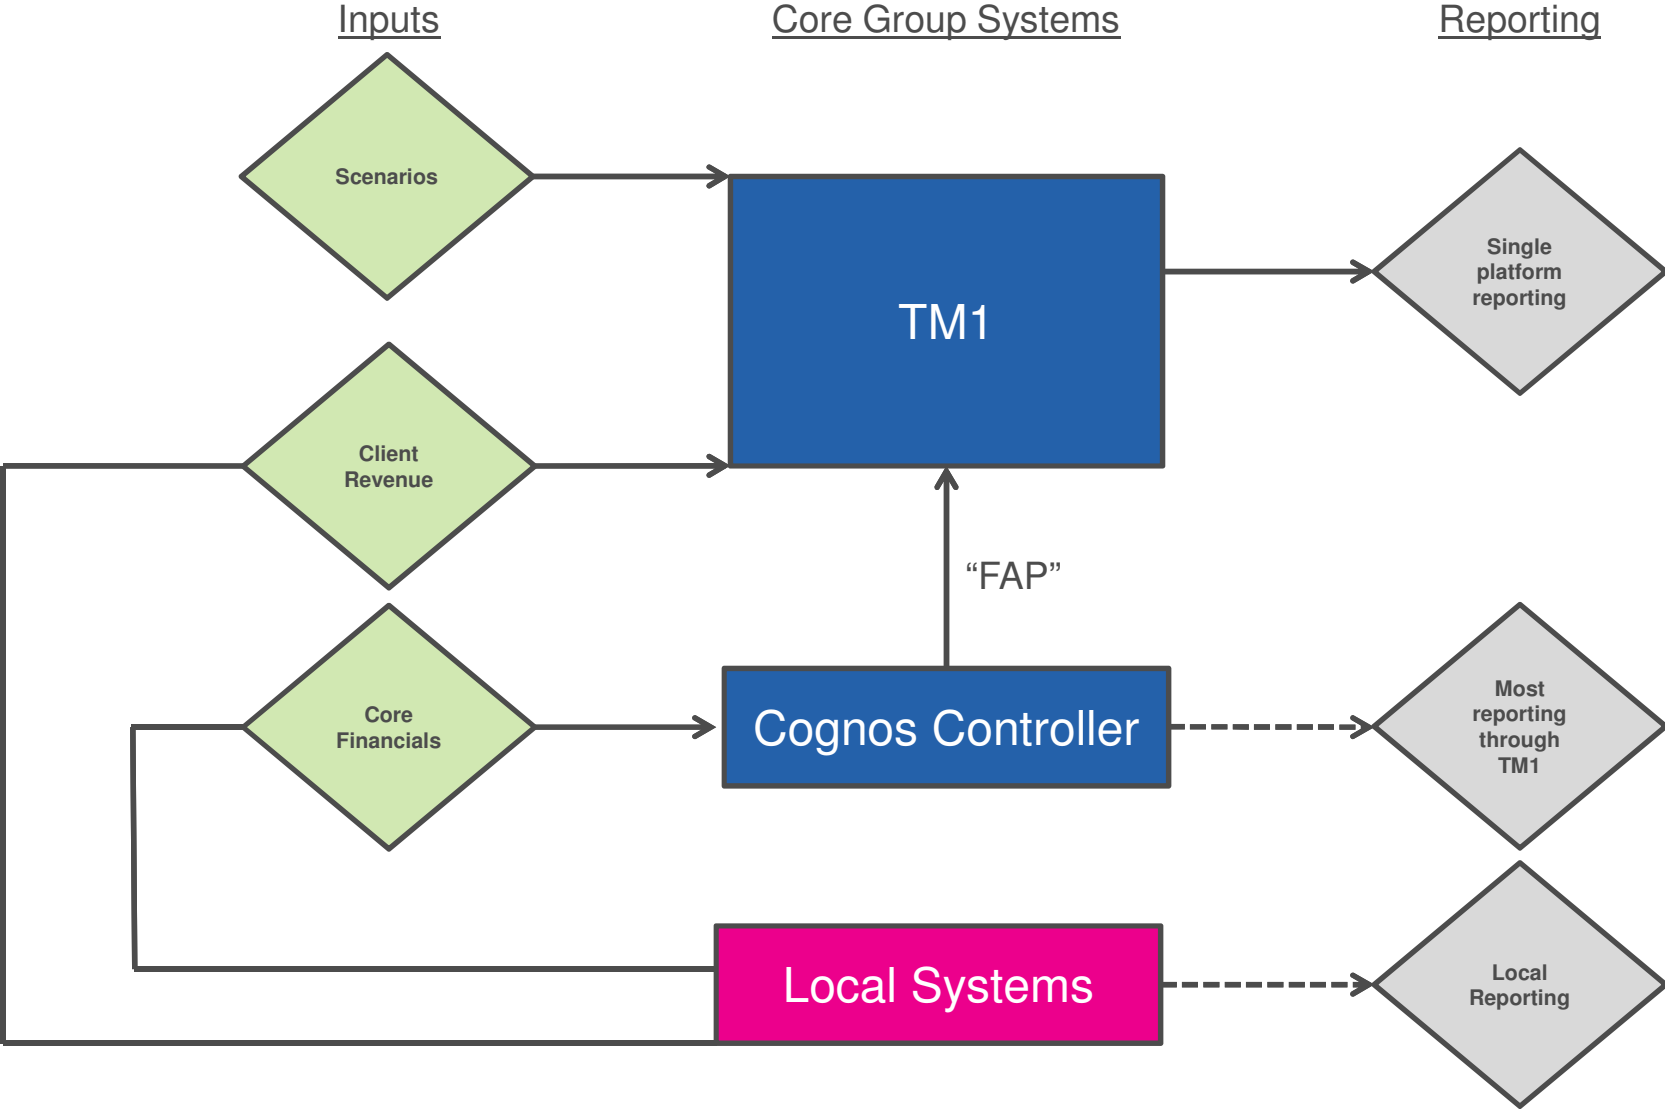 Inputs
Core Group Systems
Reporting
Scenarios
TM1
Single
platform
reporting
Client
Revenue
“FAP”
Core
Financials
Cognos Controller
Most
reporting
through
TM1
Local Systems
Local
Reporting